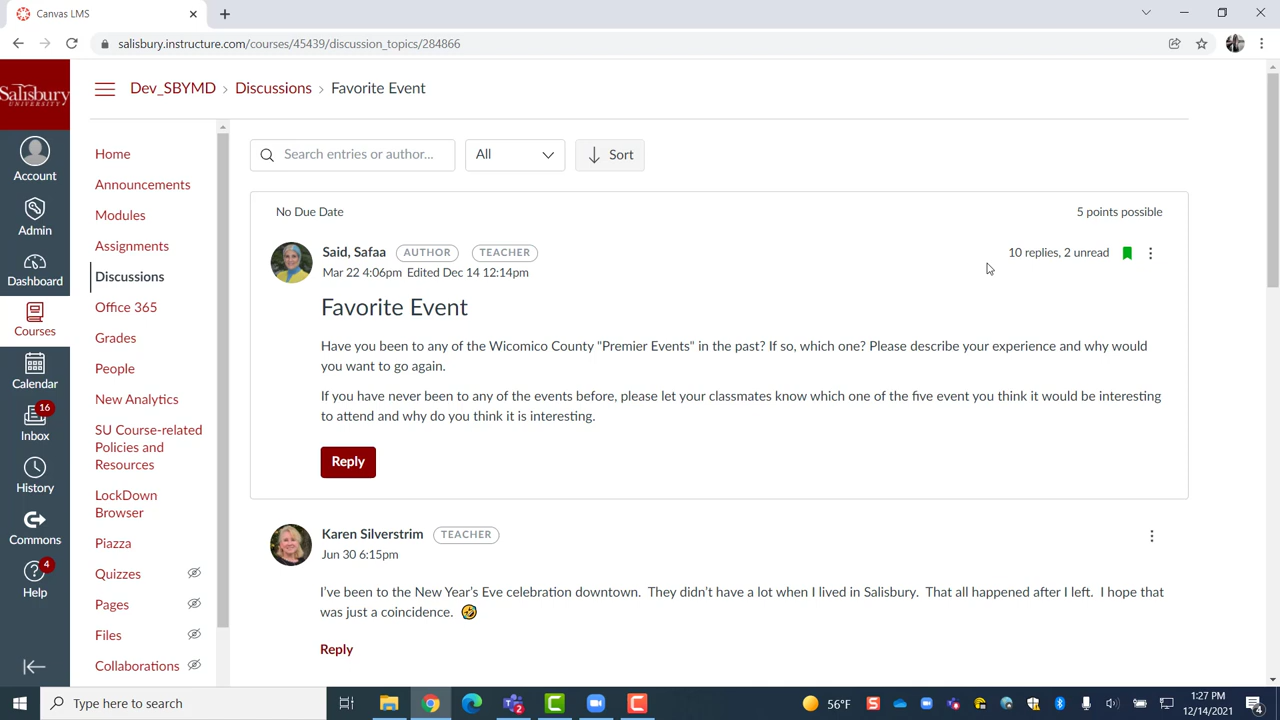 Canvas LMS
salisbury.instructure.com/courses/45439/discussion_topics/284866
Salisbury
UNIVERSITY
Dev_SBYMD › Discussions › Favorite Event
Account
Admin
Dashboard
Courses
Calendar
16
Inbox
History
Commons
4
Help
Home
Announcements
Modules
Assignments
Discussions
Office 365
Grades
People
New Analytics
SU Course-related
Policies and
Resources
LockDown
Browser
Piazza
Quizzes
Pages
Files
Collaborations
Search entries or author...
All
Sort
No Due Date
5 points possible
Said, Safaa AUTHOR TEACHER
10 replies, 2 unread
Mar 22 4:06pm Edited Dec 14 12:14pm
Favorite Event
Have you been to any of the Wicomico County "Premier Events" in the past? If so, which one? Please describe your experience and why would
you want to go again.
If you have never been to any of the events before, please let your classmates know which one of the five event you think it would be interesting
to attend and why do you think it is interesting.
Reply
Karen Silverstrim TEACHER
Jun 30 6:15pm
I've been to the New Year's Eve celebration downtown. They didn't have a lot when I lived in Salisbury. That all happened after I left. I hope that
was just a coincidence. 🤣
Reply
Type here to search
56°F
1:27 PM
12/14/2021